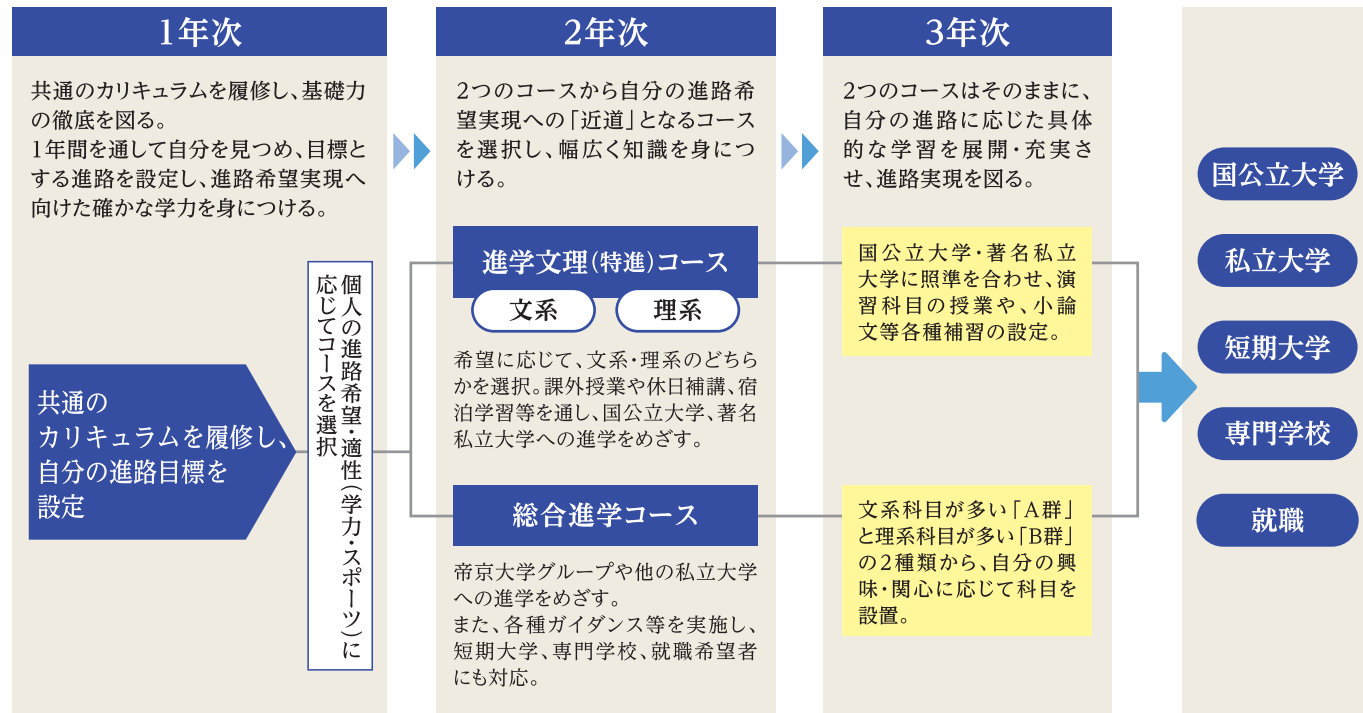 1年次
共通のカリキュラムを履修し、基礎力
の徹底を図る。
1年間を通して自分を見つめ、目標と
する進路を設定し、進路希望実現へ
向けた確かな学力を身につける。
共通の
カリキュラムを履修し、
自分の進路目標を
設定
個人の進路希望・適性(学力・スポーツ)に
応じてコースを選択
2年次
2つのコースから自分の進路希
望実現への「近道」となるコース
を選択し、幅広く知識を身につ
ける。
進学文理(特進)コース
文系
理系
希望に応じて、文系・理系のどちら
かを選択。課外授業や休日補講、宿
泊学習等を通し、国公立大学、著名
私立大学への進学をめざす。
総合進学コース
帝京大学グループや他の私立大学
への進学をめざす。
また、各種ガイダンス等を実施し、
短期大学、専門学校、就職希望者
にも対応。
3年次
2つのコースはそのままに、
自分の進路に応じた具体
的な学習を展開・充実さ
せ、進路実現を図る。
国公立大学・著名私立
大学に照準を合わせ、演
習科目の授業や、小論
文等各種補習の設定。
文系科目が多い「A群」
と理系科目が多い「B群」
の2種類から、自分の興
味・関心に応じて科目を
設置。
国公立大学
私立大学
短期大学
専門学校
就職